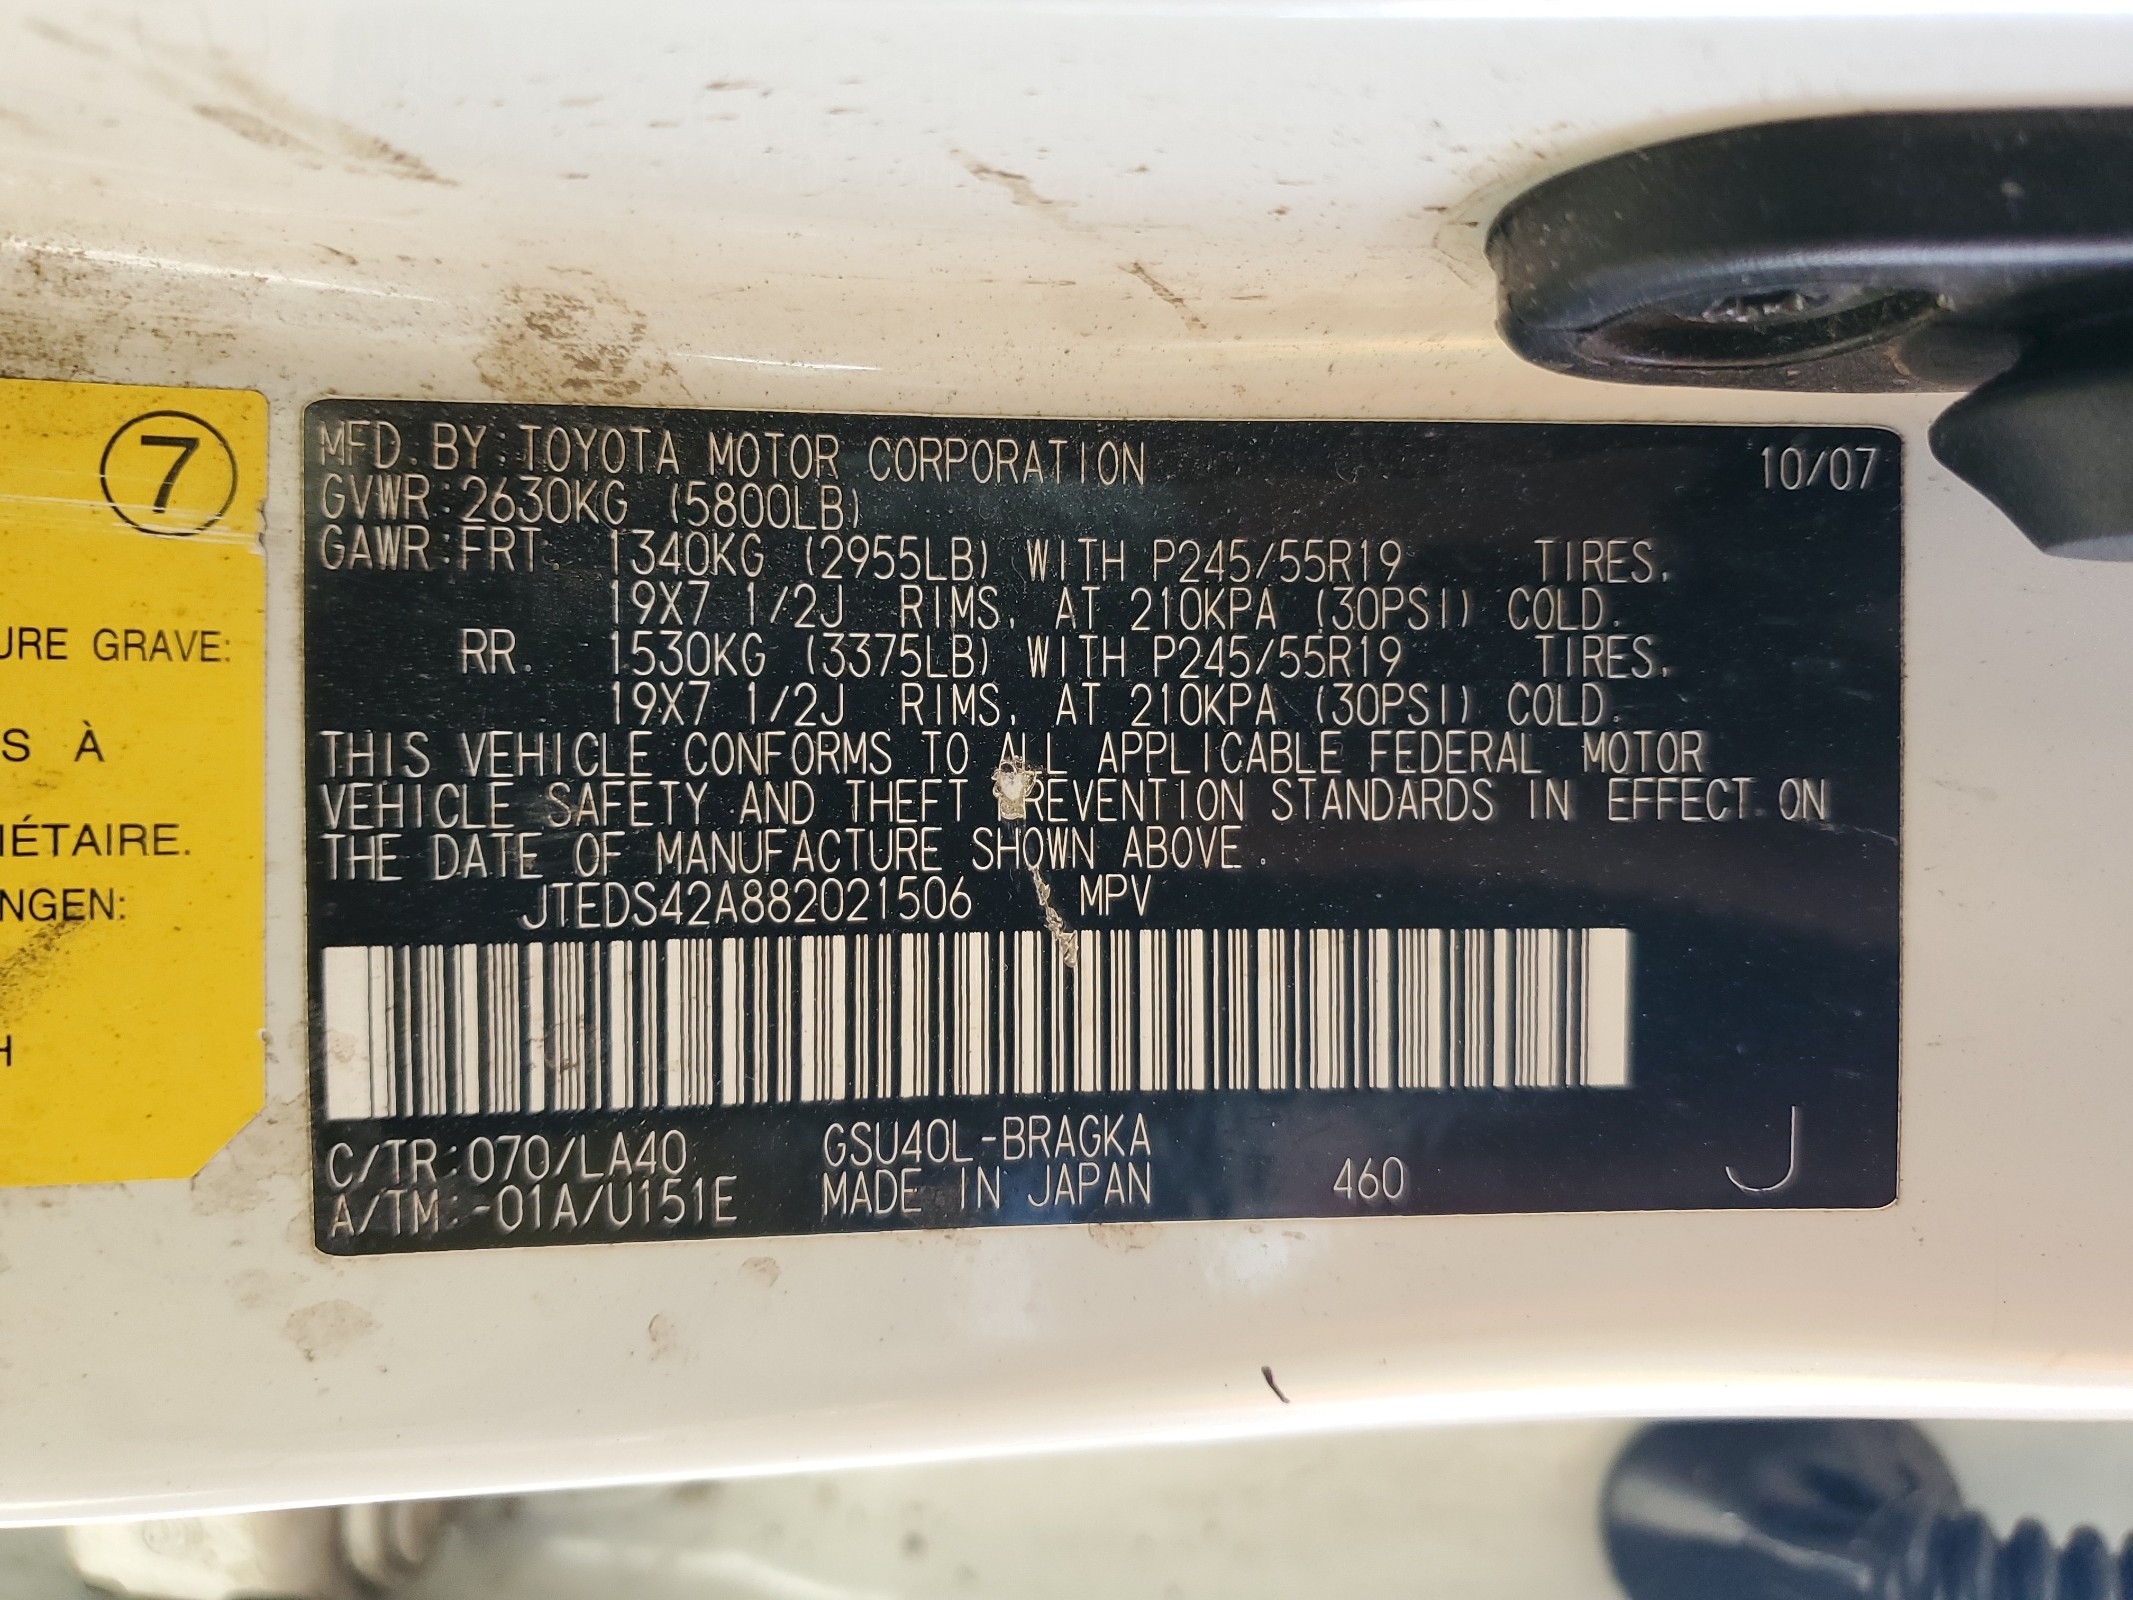 7
URE GRAVE:
S À
IÉTAIRE.
NGEN:
H
MFD. BY: TOYOTA MOTOR CORPORATION 10/07
GVWR: 2630KG (5800LB)
GAWR: FRT. 1340KG (2955LB) WITH P245/55R19 TIRES,
19X7 1/2J RIMS, AT 210KPA (30PSI) COLD.
RR. 1530KG (3375LB) WITH P245/55R19 TIRES,
19X7 1/2J RIMS, AT 210KPA (30PSI) COLD.
THIS VEHICLE CONFORMS TO ALL APPLICABLE FEDERAL MOTOR
VEHICLE SAFETY AND THEFT PREVENTION STANDARDS IN EFFECT ON
THE DATE OF MANUFACTURE SHOWN ABOVE.
JTEDS42A882021506 MPV
C/TR: 070/LA40 GSU40L-BRAGKA
A/TM: -01A/U151E MADE IN JAPAN 460 J